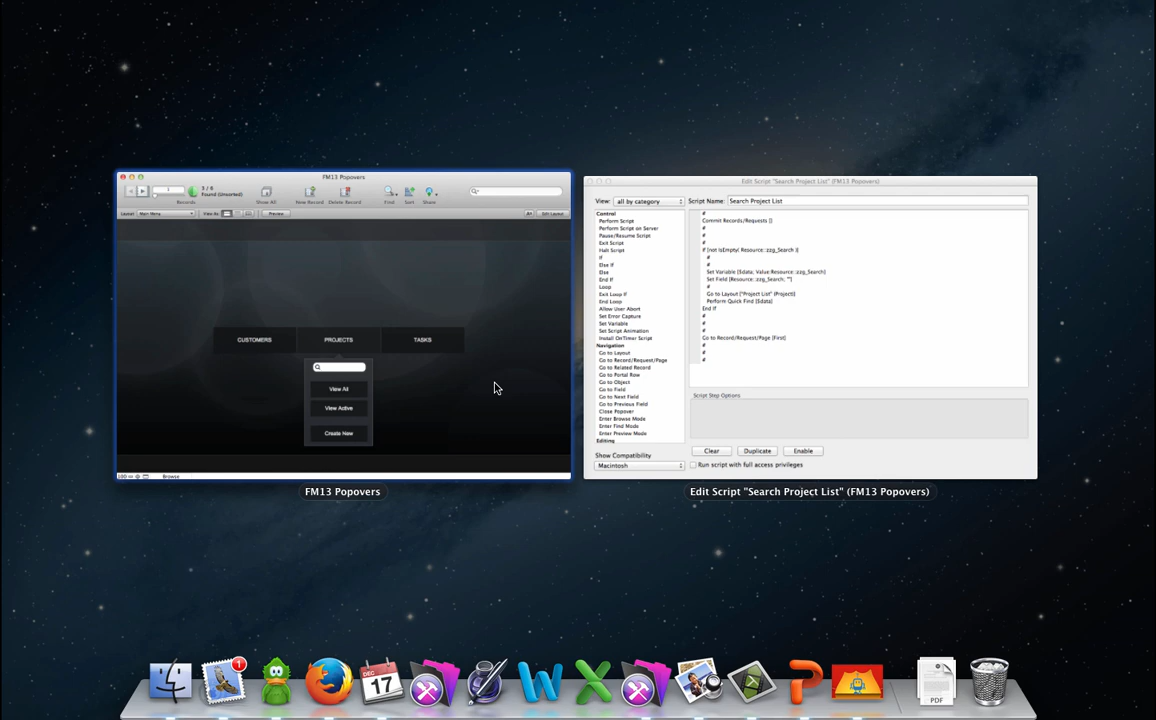 FM13 Popovers
3 / 6
Found (Unsorted)
Records
Show All
New Record
Delete Record
Find
Sort
Share
Layout: Main Menu
View As:
Preview
Edit Layout
CUSTOMERS
PROJECTS
TASKS
View All
View Active
Create New
100
Browse
FM13 Popovers
Edit Script "Search Project List" (FM13 Popovers)
View: all by category
Script Name: Search Project List
Control
Perform Script
Perform Script on Server
Pause/Resume Script
Exit Script
Halt Script
If
Else If
Else
End If
Loop
Exit Loop If
End Loop
Allow User Abort
Set Error Capture
Set Variable
Set Script Animation
Install OnTimer Script
Navigation
Go to Layout
Go to Record/Request/Page
Go to Related Record
Go to Portal Row
Go to Object
Go to Field
Go to Next Field
Go to Previous Field
Close Popover
Enter Browse Mode
Enter Find Mode
Enter Preview Mode
Editing
#
Commit Records/Requests []
#
#
#
If [not IsEmpty( Resource::zzg_Search )]
#
#
Set Variable [$data; Value:Resource::zzg_Search]
Set Field [Resource::zzg_Search; ""]
#
Go to Layout ["Project List" (Project)]
Perform Quick Find [$data]
End If
#
#
#
Go to Record/Request/Page [First]
#
#
#
Script Step Options
Clear
Duplicate
Enable
Show Compatibility
Macintosh
Run script with full access privileges
Edit Script "Search Project List" (FM13 Popovers)
1
DEC
17
PDF